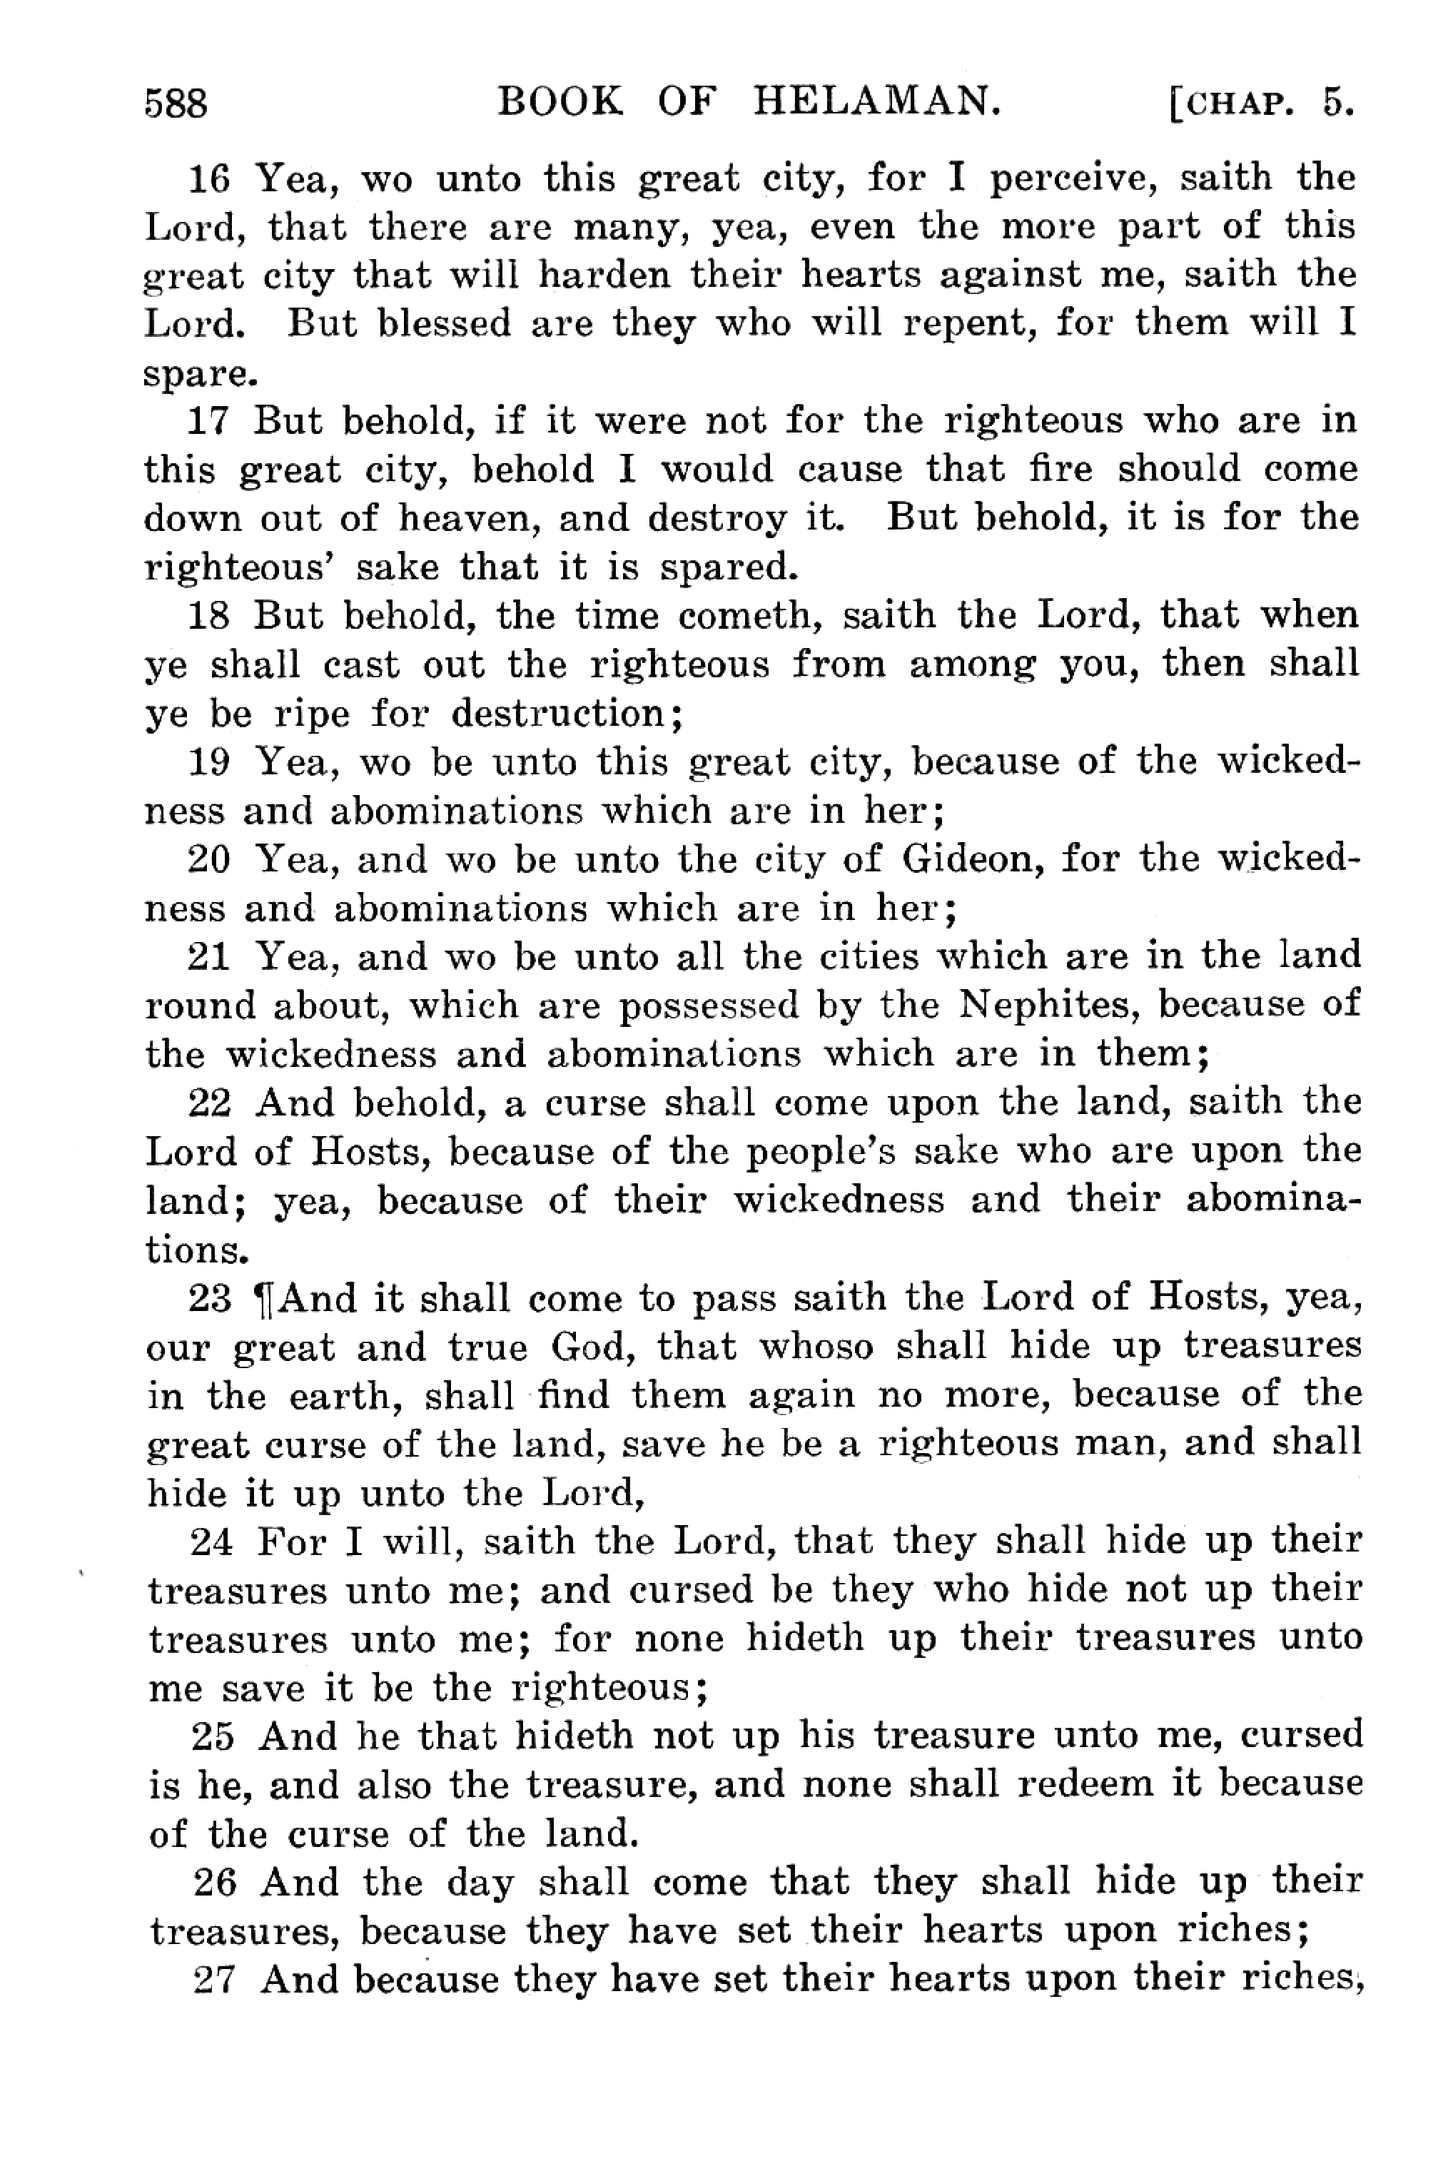 588 BOOK OF HELAMAN. [CHAP. 5.
16 Yea, wo unto this great city, for I perceive, saith the
Lord, that there are many, yea, even the more part of this
great city that will harden their hearts against me, saith the
Lord. But blessed are they who will repent, for them will I
spare.
17 But behold, if it were not for the righteous who are in
this great city, behold I would cause that fire should come
down out of heaven, and destroy it. But behold, it is for the
righteous' sake that it is spared.
18 But behold, the time cometh, saith the Lord, that when
ye shall cast out the righteous from among you, then shall
ye be ripe for destruction;
19 Yea, wo be unto this great city, because of the wicked-
ness and abominations which are in her;
20 Yea, and wo be unto the city of Gideon, for the wicked-
ness and abominations which are in her;
21 Yea, and wo be unto all the cities which are in the land
round about, which are possessed by the Nephites, because of
the wickedness and abominations which are in them;
22 And behold, a curse shall come upon the land, saith the
Lord of Hosts, because of the people's sake who are upon the
land; yea, because of their wickedness and their abomina-
tions.
23 ¶And it shall come to pass saith the Lord of Hosts, yea,
our great and true God, that whoso shall hide up treasures
in the earth, shall find them again no more, because of the
great curse of the land, save he be a righteous man, and shall
hide it up unto the Lord,
24 For I will, saith the Lord, that they shall hide up their
treasures unto me; and cursed be they who hide not up their
treasures unto me; for none hideth up their treasures unto
me save it be the righteous;
25 And he that hideth not up his treasure unto me, cursed
is he, and also the treasure, and none shall redeem it because
of the curse of the land.
26 And the day shall come that they shall hide up their
treasures, because they have set their hearts upon riches;
27 And because they have set their hearts upon their riches,